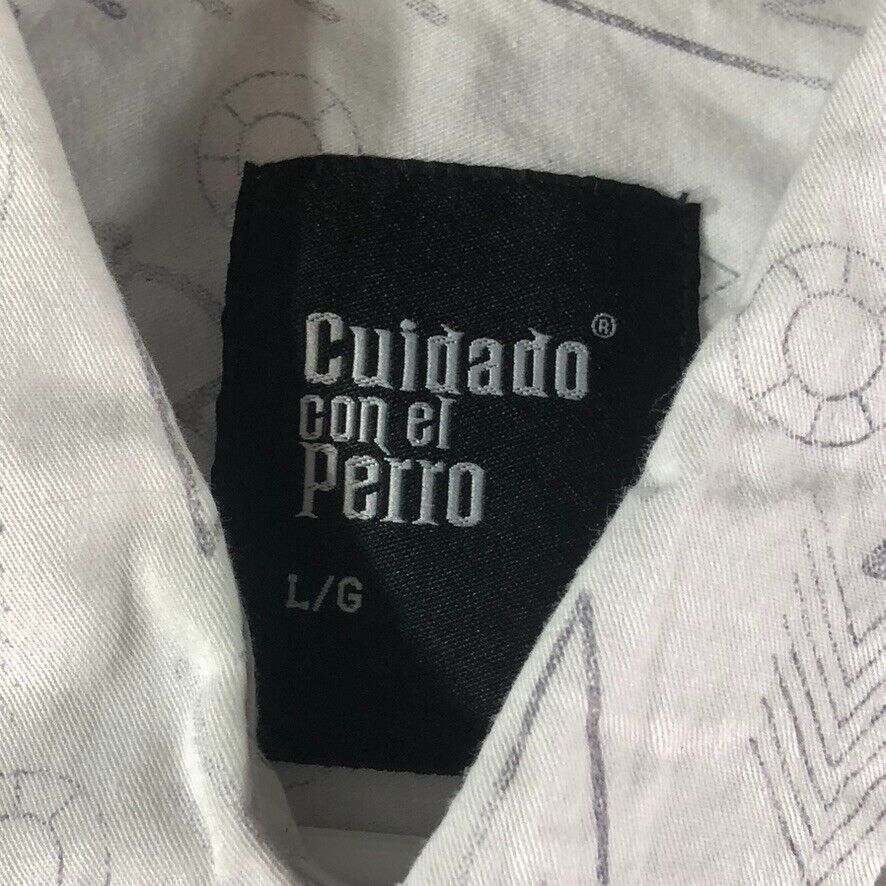 Cuidado®
con el
Perro
L/G